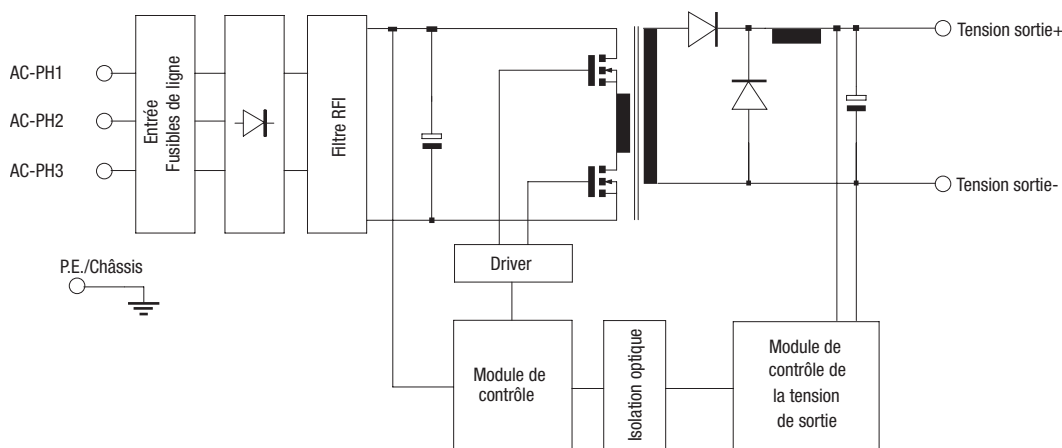 AC-PH1
AC-PH2
AC-PH3
Entrée
Fusibles de ligne
Filtre RFI
Tension sortie+
Tension sortie-
P.E./Châssis
Driver
Module de
contrôle
Isolation optique
Module de
contrôle de
la tension
de sortie